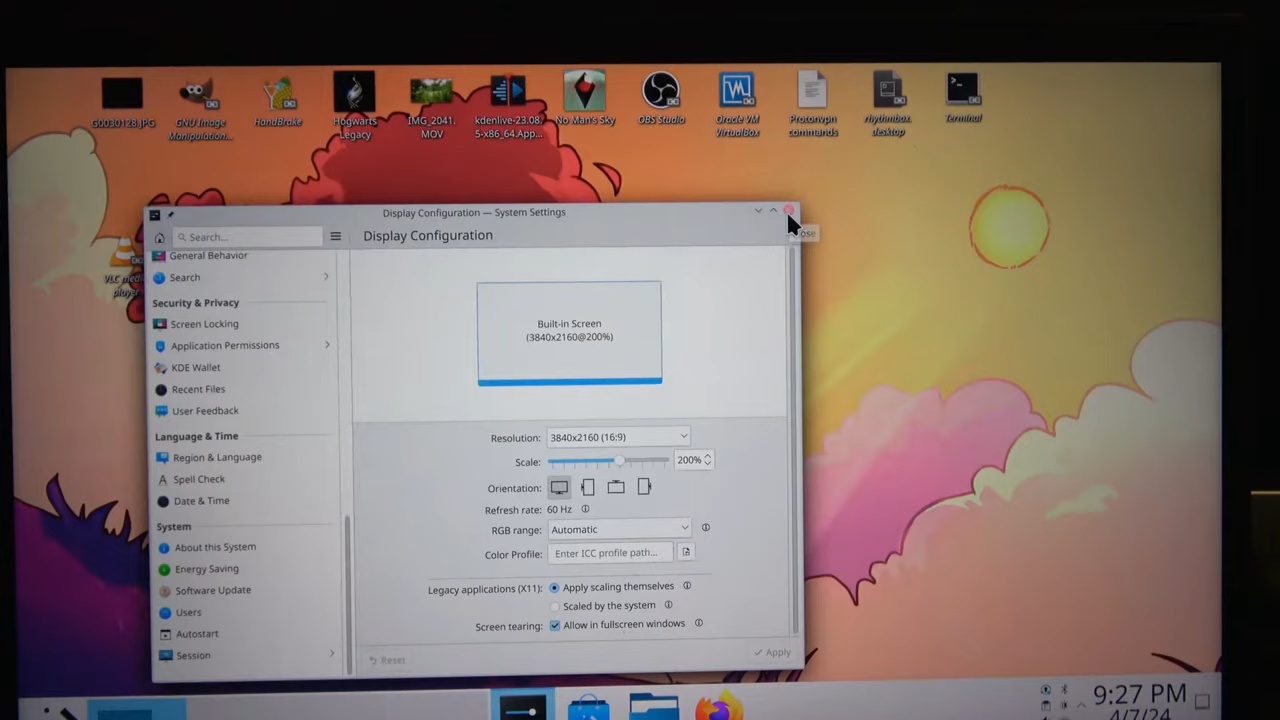 G0030128.JPG
GNU Image
Manipulation...
HandBrake
Hogwarts
Legacy
IMG_2041.
MOV
kdenlive-23.08.
5-x86_64.App...
No Man's Sky
OBS Studio
Oracle VM
VirtualBox
Protonvpn
commands
rhythmbox.
desktop
Terminal
VLC media
player
Display Configuration — System Settings
Search...
Display Configuration
General Behavior
Search
Security & Privacy
Screen Locking
Application Permissions
KDE Wallet
Recent Files
User Feedback
Language & Time
Region & Language
Spell Check
Date & Time
System
About this System
Energy Saving
Software Update
Users
Autostart
Session
Built-in Screen
(3840x2160@200%)
Resolution: 3840x2160 (16:9)
Scale: 200%
Orientation:
Refresh rate: 60 Hz
RGB range: Automatic
Color Profile: Enter ICC profile path...
Legacy applications (X11): Apply scaling themselves
Scaled by the system
Screen tearing: Allow in fullscreen windows
Reset
Apply
9:27 PM
4/7/24